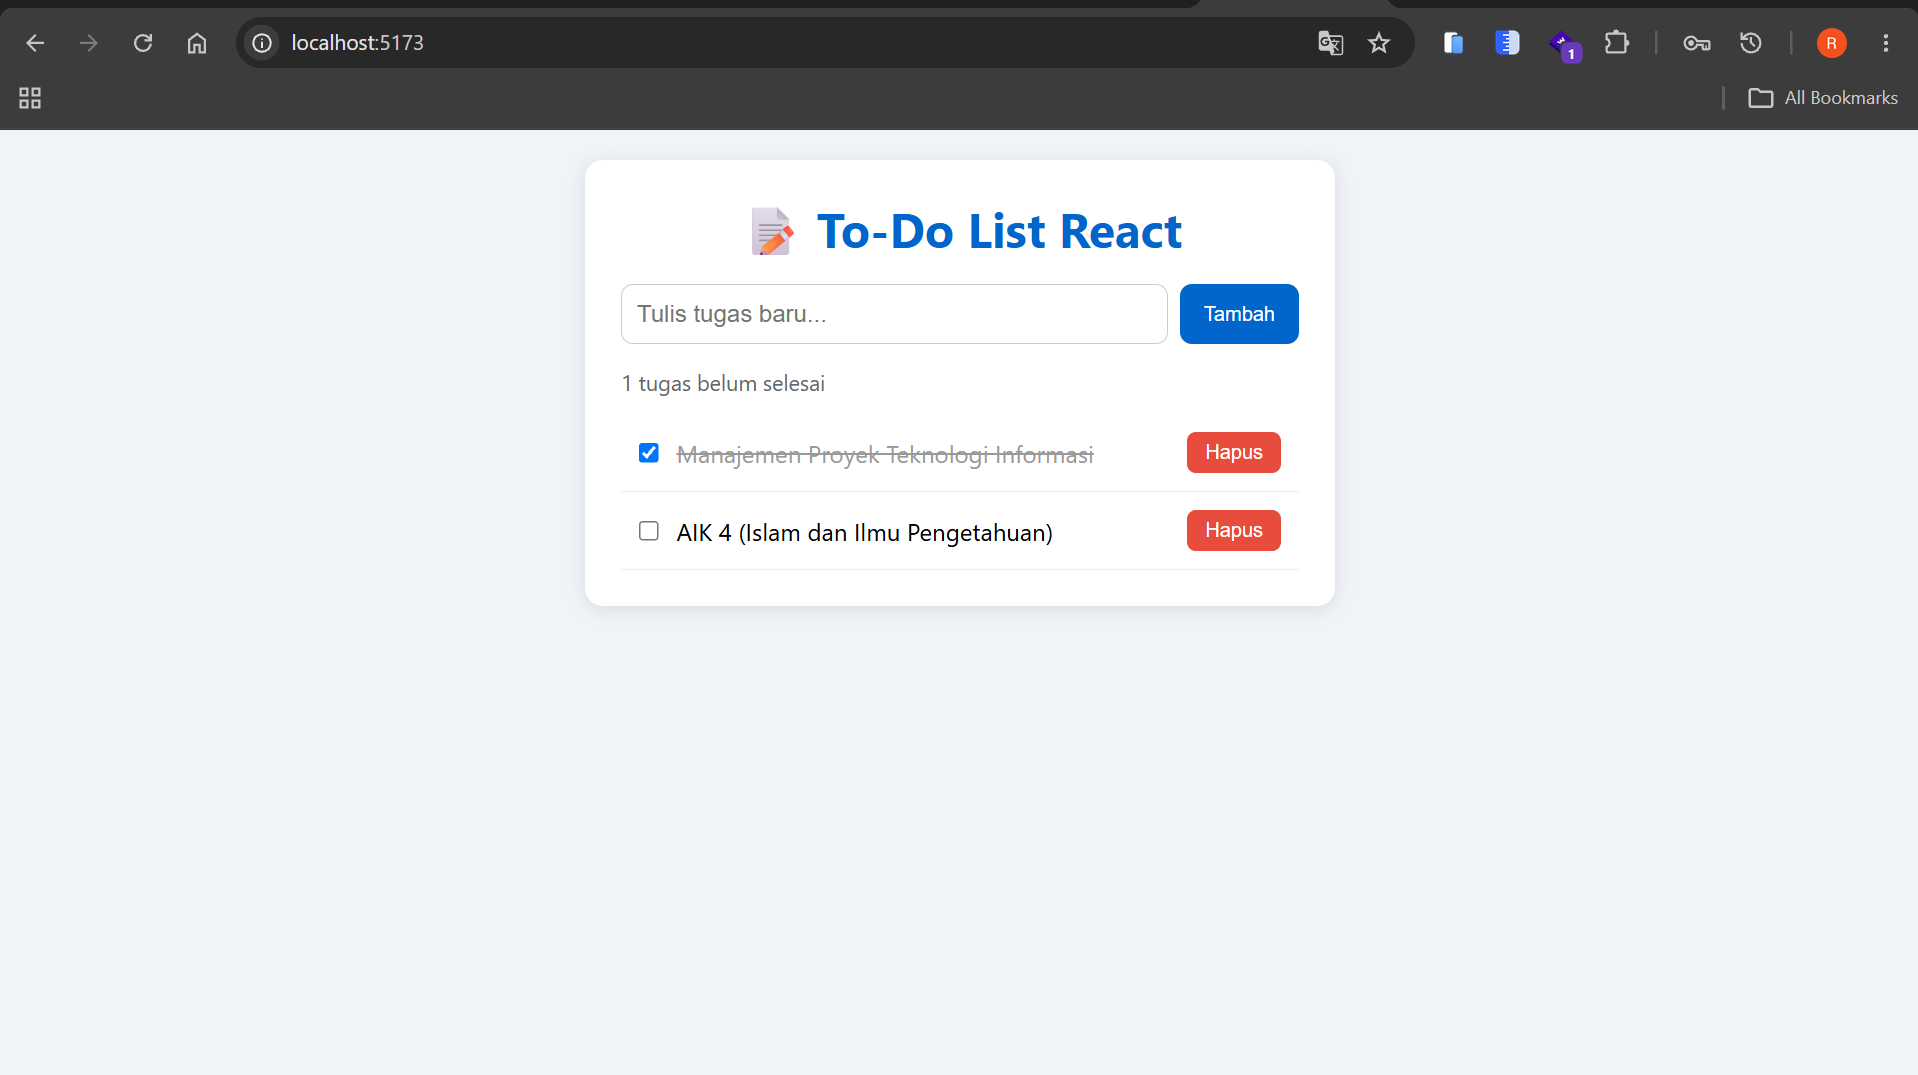 localhost:5173
1
R
All Bookmarks
To-Do List React
Tulis tugas baru...
Tambah
1 tugas belum selesai
Manajemen Proyek Teknologi Informasi
Hapus
AIK 4 (Islam dan Ilmu Pengetahuan)
Hapus